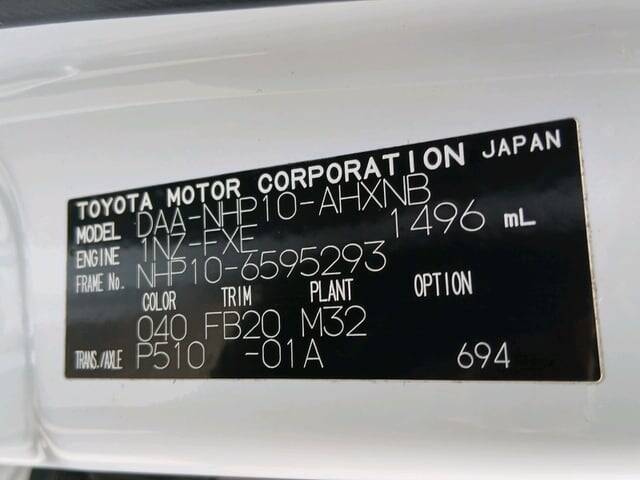 TOYOTA MOTOR CORPORATION JAPAN
MODEL DAA-NHP10-AHXNB
ENGINE 1NZ-FXE 1496 mL
FRAME No. NHP10-6595293
COLOR TRIM PLANT OPTION
040 FB20 M32
TRANS./AXLE P510 -01A 694